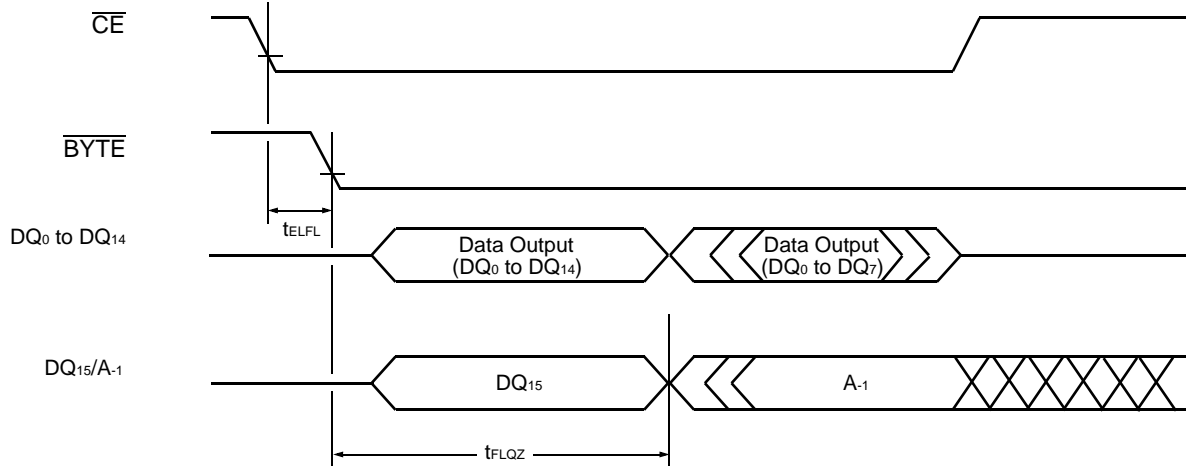 CE
BYTE
tELFL
DQ0 to DQ14
Data Output
(DQ0 to DQ14)
Data Output
(DQ0 to DQ7)
DQ15/A-1
DQ15
A-1
tFLQZ